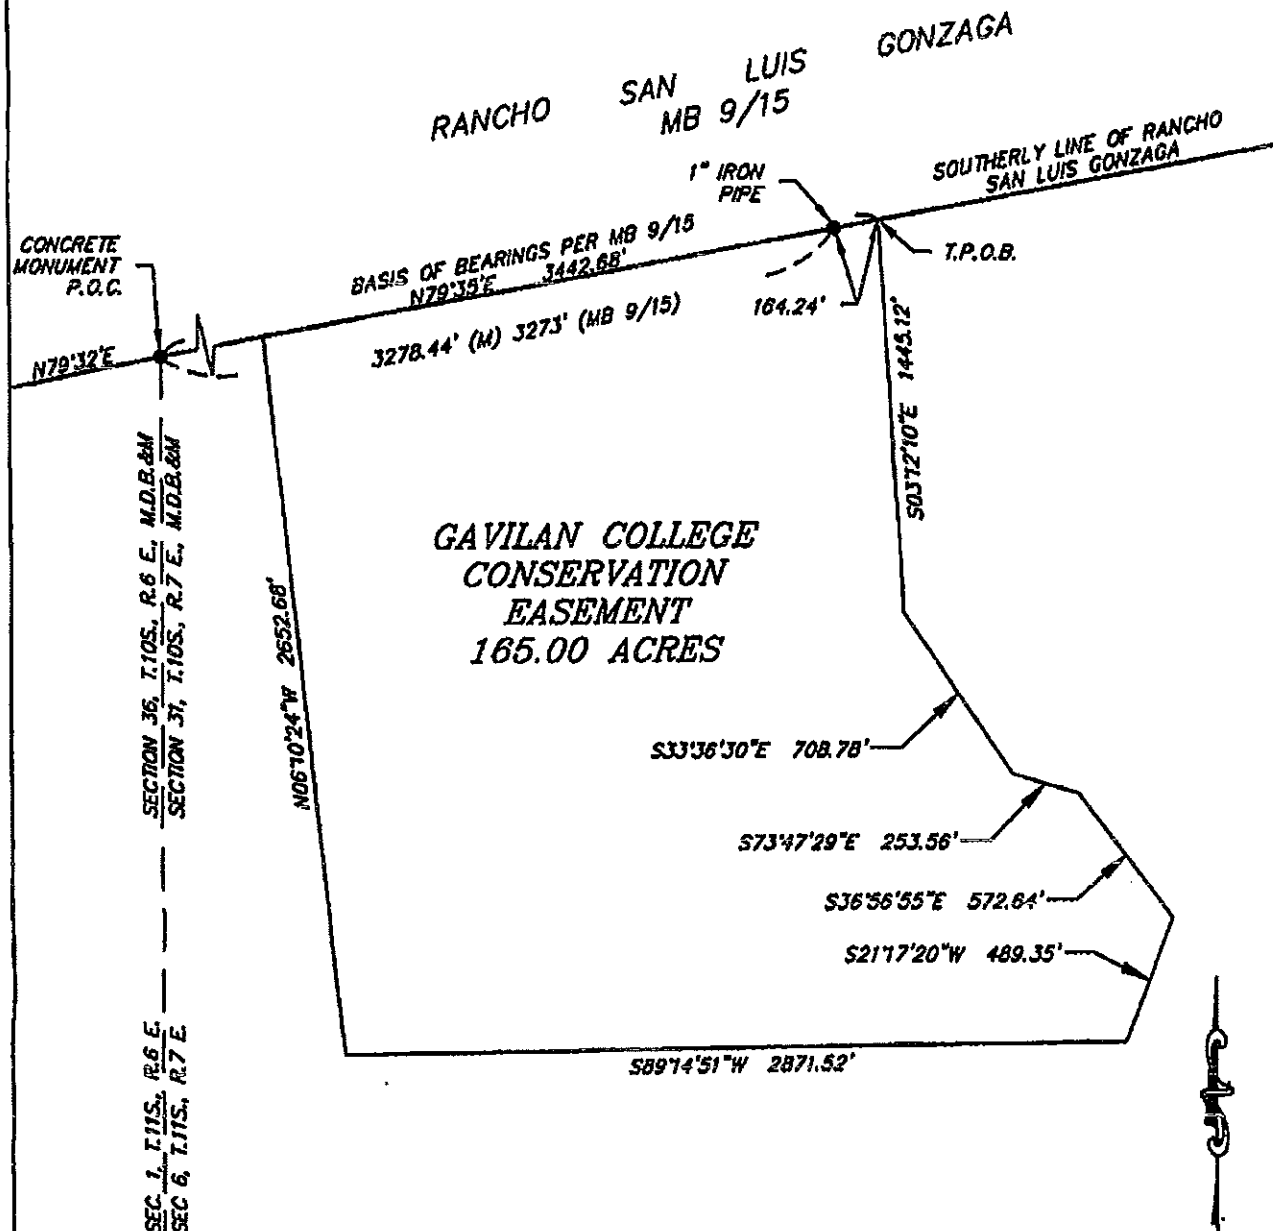 RANCHO SAN LUIS GONZAGA
MB 9/15
1" IRON
PIPE
SOUTHERLY LINE OF RANCHO
SAN LUIS GONZAGA
CONCRETE
MONUMENT
P.O.C.
BASIS OF BEARINGS PER MB 9/15
N79°35'E 3442.68'
T.P.O.B.
164.24'
3278.44' (M) 3273' (MB 9/15)
N79°32'E
S03°12'10"E 1445.12'
SECTION 36, T.10S., R.6 E., M.D.B.&M
SECTION 31, T.10S., R.7 E., M.D.B.&M
GAVILAN COLLEGE
CONSERVATION
EASEMENT
165.00 ACRES
N06°10'24"W 2652.68'
S33°36'30"E 708.78'
S73°47'29"E 253.56'
S36°56'55"E 572.64'
S21°17'20"W 489.35'
S89°14'51"W 2871.52'
SEC. 1, T.11S., R.6 E.
SEC 6, T.11S., R.7 E.